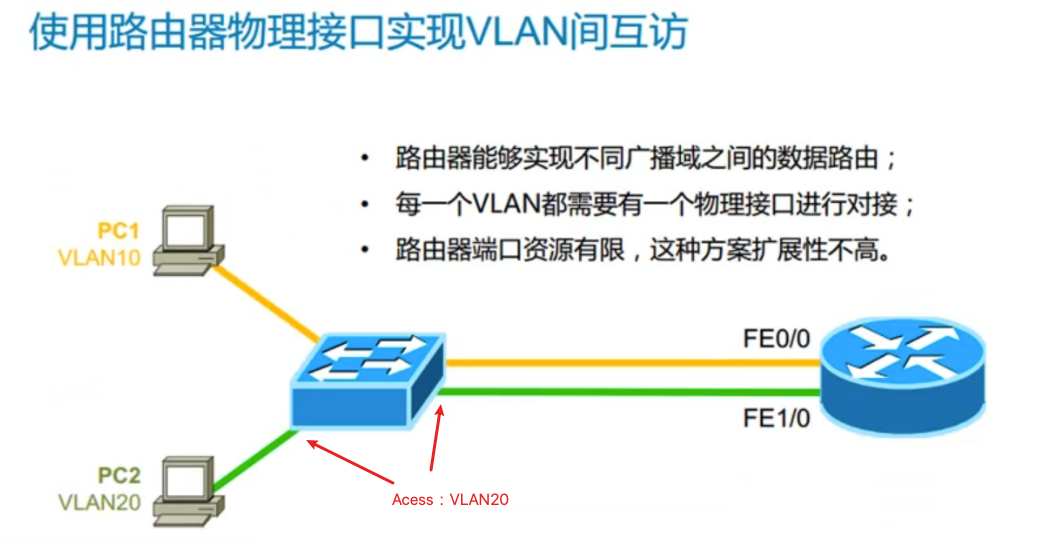 使用路由器物理接口实现VLAN间互访
• 路由器能够实现不同广播域之间的数据路由；
• 每一个VLAN都需要有一个物理接口进行对接；
• 路由器端口资源有限，这种方案扩展性不高。
PC1
VLAN10
FE0/0
FE1/0
PC2
VLAN20
Acess：VLAN20